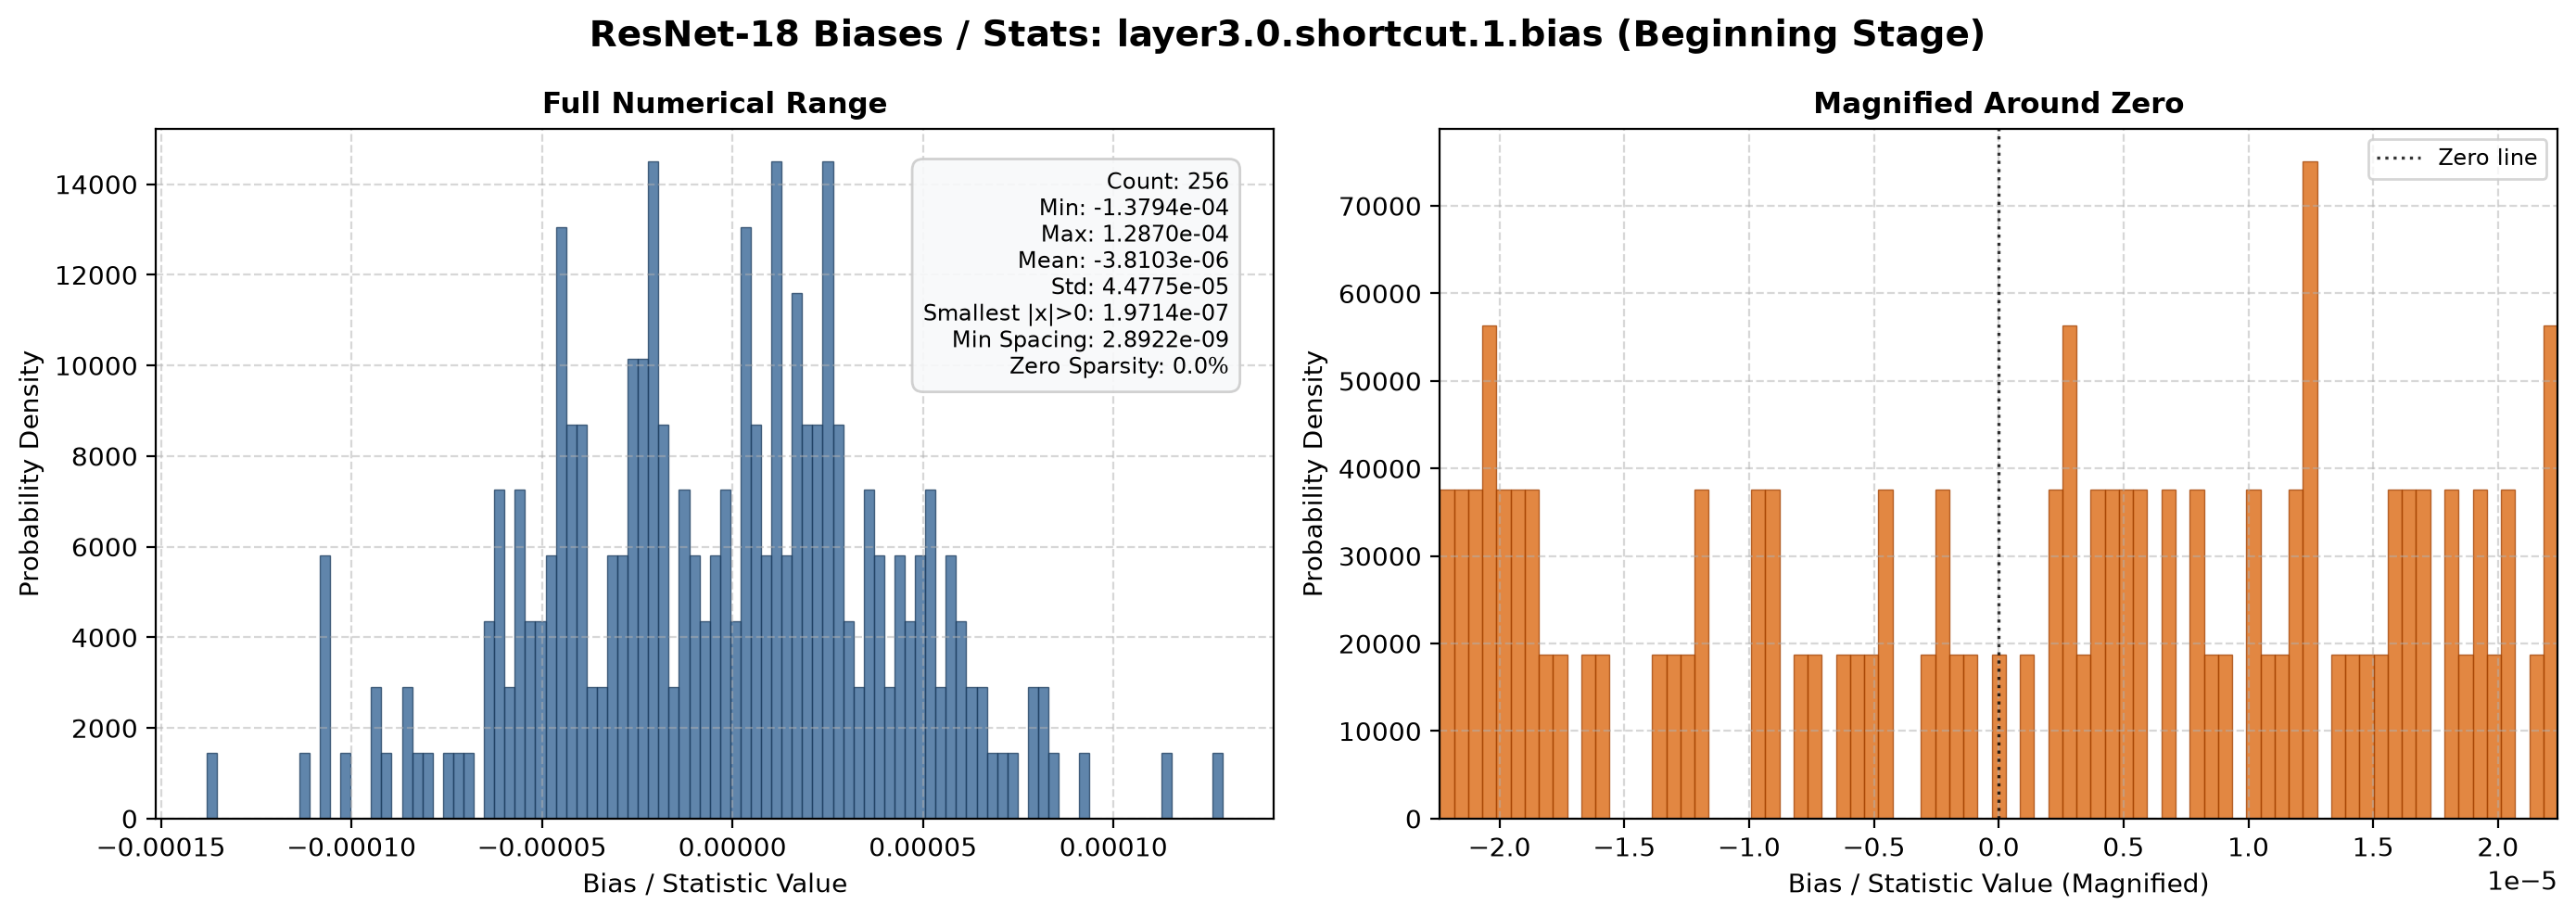 ResNet-18 Biases / Stats: layer3.0.shortcut.1.bias (Beginning Stage)
Full Numerical Range
Probability Density
14000
12000
10000
8000
6000
4000
2000
0
Count: 256
Min: -1.3794e-04
Max: 1.2870e-04
Mean: -3.8103e-06
Std: 4.4775e-05
Smallest |x|>0: 1.9714e-07
Min Spacing: 2.8922e-09
Zero Sparsity: 0.0%
−0.00015 −0.00010 −0.00005 0.00000 0.00005 0.00010
Bias / Statistic Value
Magnified Around Zero
Probability Density
70000
60000
50000
40000
30000
20000
10000
0
Zero line
−2.0 −1.5 −1.0 −0.5 0.0 0.5 1.0 1.5 2.0
1e−5
Bias / Statistic Value (Magnified)